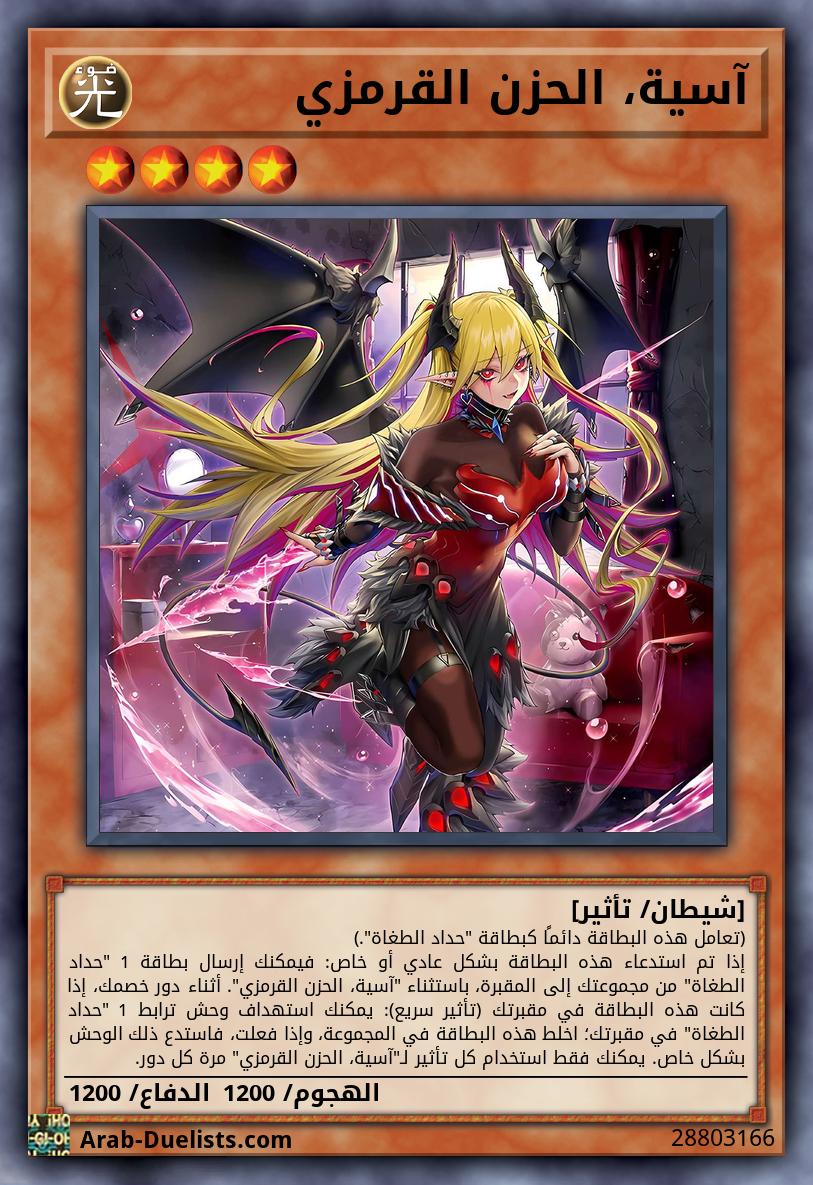 آسية، الحزن القرمزي
ضوء
光
[شيطان/ تأثير]
(تعامل هذه البطاقة دائماً كبطاقة "حداد الطغاة".)
إذا تم استدعاء هذه البطاقة بشكل عادي أو خاص: فيمكنك إرسال بطاقة 1 "حداد
الطغاة" من مجموعتك إلى المقبرة، باستثناء "آسية، الحزن القرمزي". أثناء دور خصمك، إذا
كانت هذه البطاقة في مقبرتك (تأثير سريع): يمكنك استهداف وحش ترابط 1 "حداد
الطغاة" في مقبرتك؛ اخلط هذه البطاقة في المجموعة، وإذا فعلت، فاستدع ذلك الوحش
بشكل خاص. يمكنك فقط استخدام كل تأثير لـ"آسية، الحزن القرمزي" مرة كل دور.
الهجوم/ 1200 الدفاع/ 1200
Arab-Duelists.com
28803166